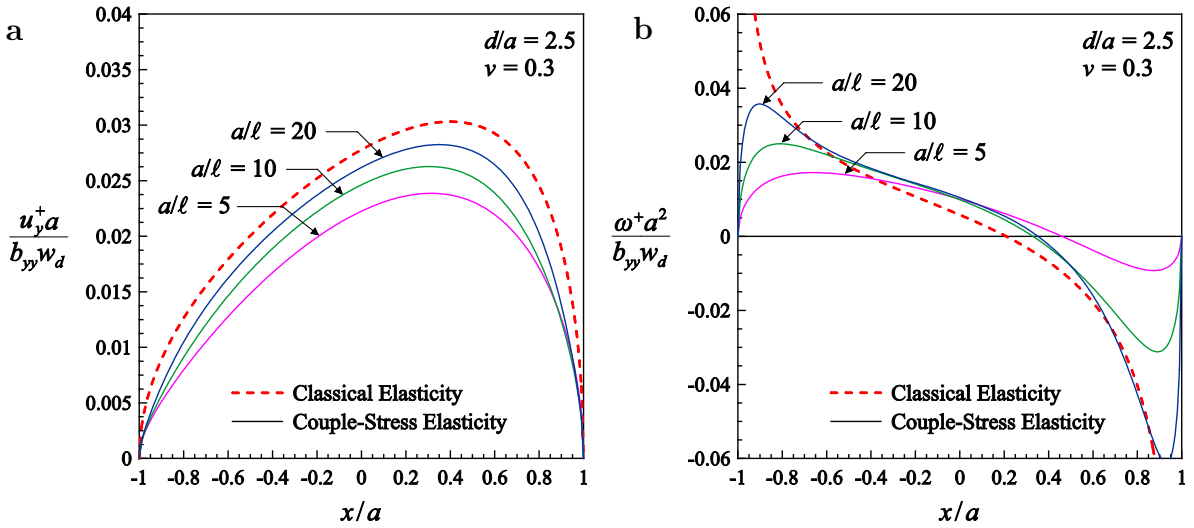 a
0.04
0.035
0.03
0.025
0.02
0.015
0.01
0.005
0
u_y^+ a
b_yy w_d
d/a = 2.5
ν = 0.3
a/ℓ = 20
a/ℓ = 10
a/ℓ = 5
Classical Elasticity
Couple-Stress Elasticity
-1 -0.8 -0.6 -0.4 -0.2 0 0.2 0.4 0.6 0.8 1
x/a
b
0.06
0.04
0.02
0
-0.02
-0.04
-0.06
ω^+ a^2
b_yy w_d
d/a = 2.5
ν = 0.3
a/ℓ = 20
a/ℓ = 10
a/ℓ = 5
Classical Elasticity
Couple-Stress Elasticity
-1 -0.8 -0.6 -0.4 -0.2 0 0.2 0.4 0.6 0.8 1
x/a